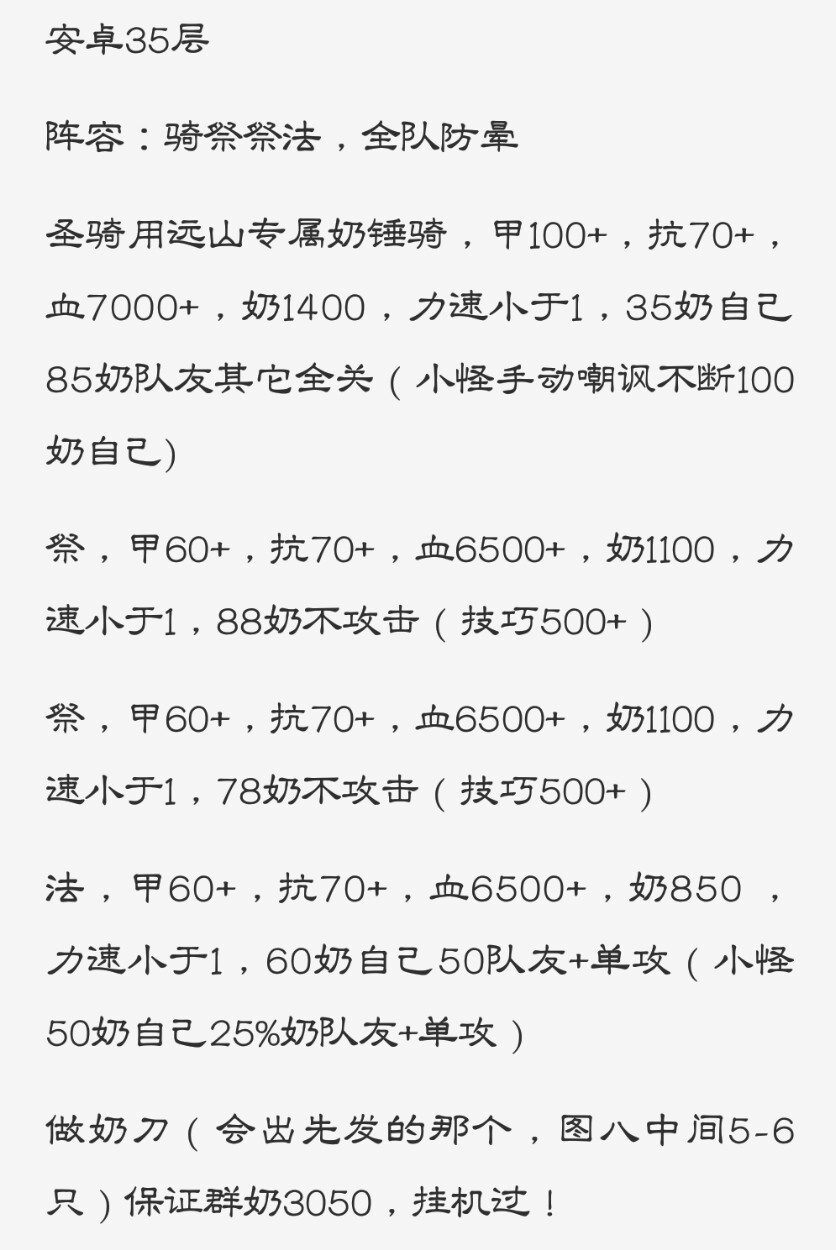 安卓35层
阵容：骑祭祭法，全队防晕
圣骑用远山专属奶锤骑，甲100+，抗70+，
血7000+，奶1400，力速小于1，35奶自己
85奶队友其它全关（小怪手动嘲讽不断100
奶自己）
祭，甲60+，抗70+，血6500+，奶1100，力
速小于1，88奶不攻击（技巧500+）
祭，甲60+，抗70+，血6500+，奶1100，力
速小于1，78奶不攻击（技巧500+）
法，甲60+，抗70+，血6500+，奶850 ，
力速小于1，60奶自己50队友+单攻（小怪
50奶自己25%奶队友+单攻）
做奶刀（会出先发的那个，图八中间5-6
只）保证群奶3050，挂机过！